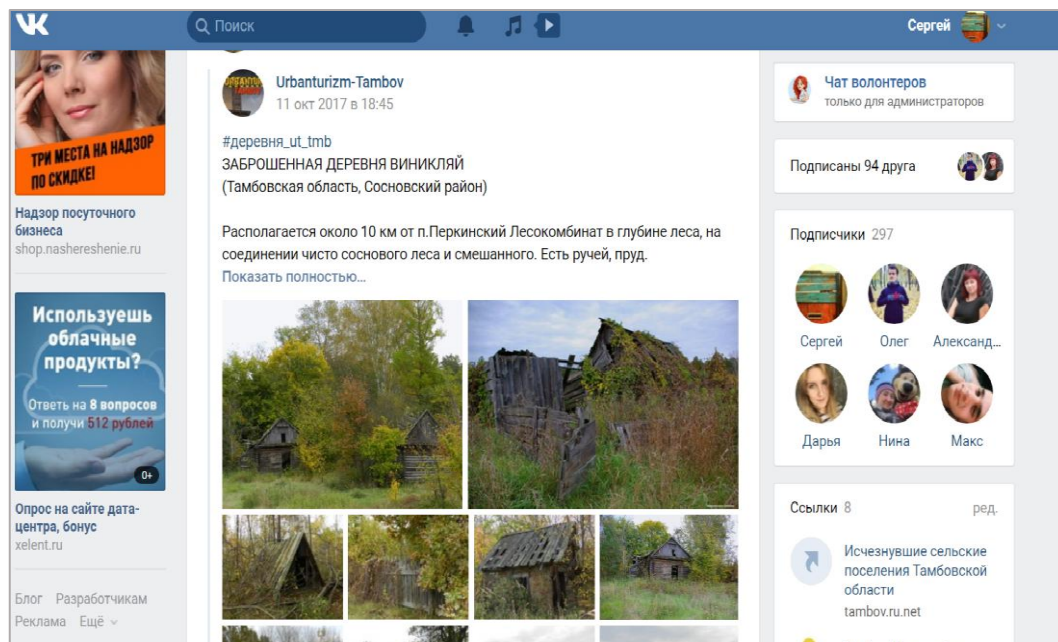 Поиск
Сергей
ТРИ МЕСТА НА НАДЗОР
ПО СКИДКЕ!
Надзор посуточного
бизнеса
shop.nashereshenie.ru
Используешь
облачные
продукты?
Ответь на 8 вопросов
и получи 512 рублей
0+
Опрос на сайте дата-
центра, бонус
xelent.ru
Блог Разработчикам
Реклама Ещё
Urbanturizm-Tambov
11 окт 2017 в 18:45
#деревня_ut_tmb
ЗАБРОШЕННАЯ ДЕРЕВНЯ ВИНИКЛЯЙ
(Тамбовская область, Сосновский район)
Располагается около 10 км от п.Перкинский Лесокомбинат в глубине леса, на
соединении чисто соснового леса и смешанного. Есть ручей, пруд.
Показать полностью...
Чат волонтеров
только для администраторов
Подписаны 94 друга
Подписчики 297
Сергей Олег Александ...
Дарья Нина Макс
Ссылки 8 ред.
Исчезнувшие сельские
поселения Тамбовской
области
tambov.ru.net